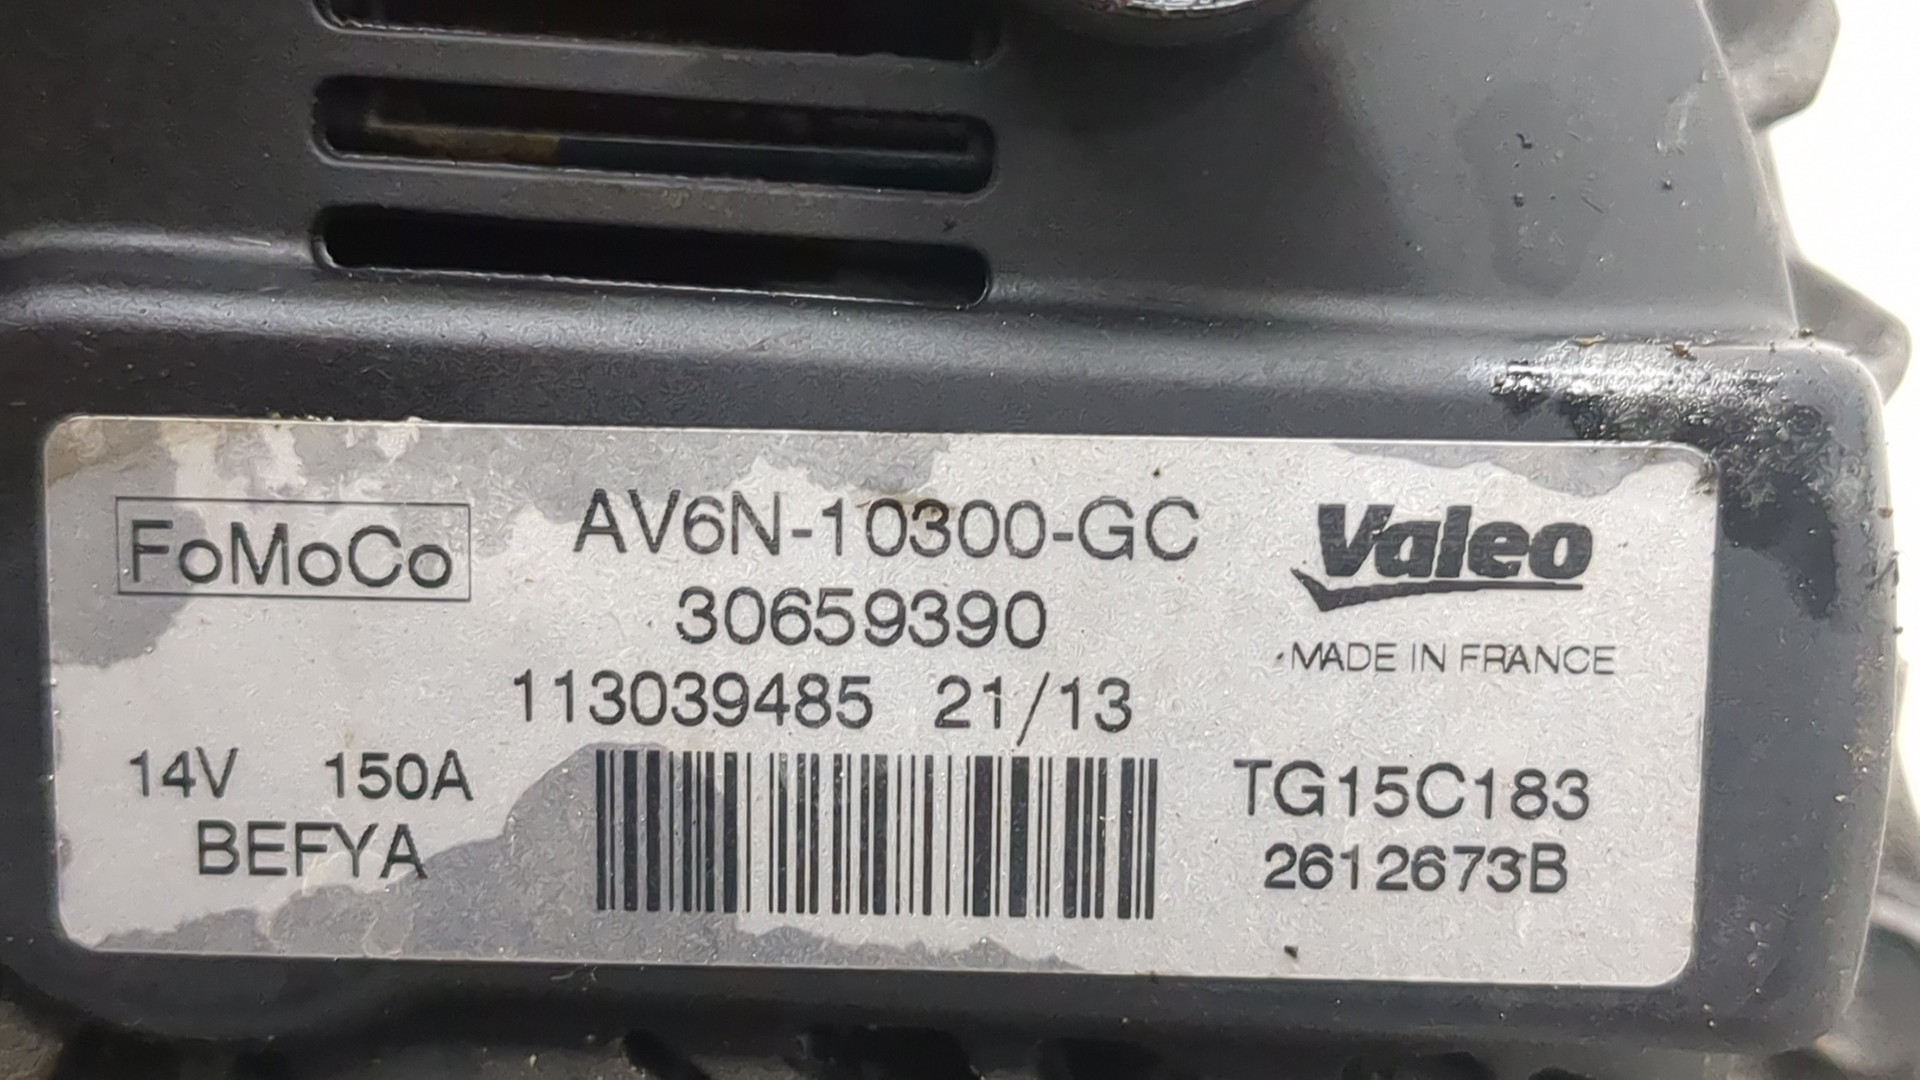 FoMoCo
AV6N-10300-GC
30659390
113039485 21/13
Valeo
MADE IN FRANCE
14V 150A
BEFYA
TG15C183
2612673B